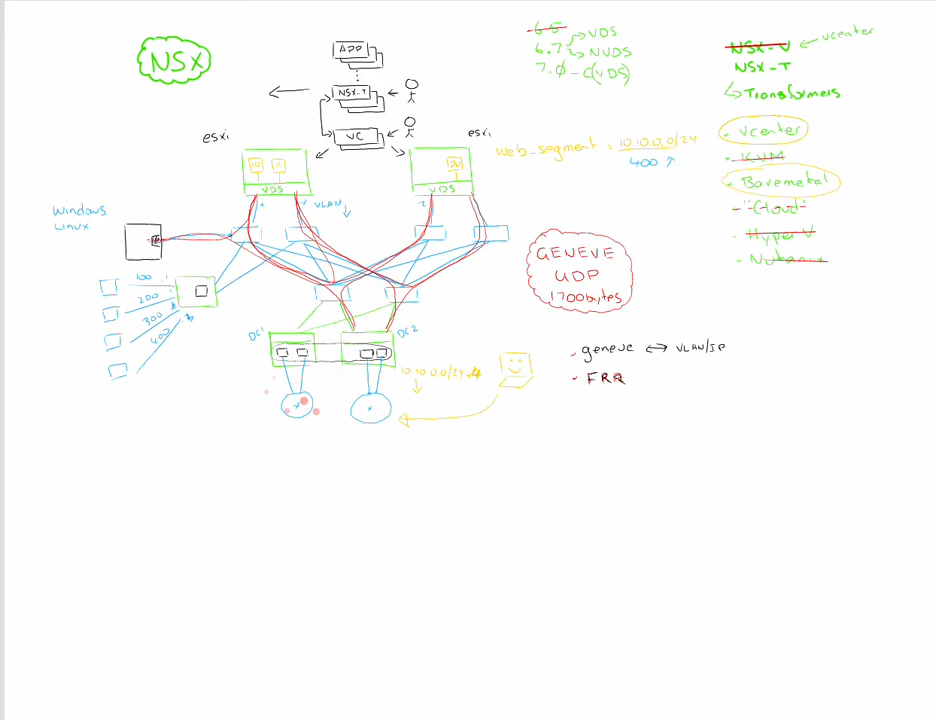 NSX
APP
NSX-T
VC
esxi
esxi
VDS
VDS
VLAN
Windows
Linux
100
200
300
400
DC1
DC2
x
x
10.10.0.0/24
6.5
6.7
VDS
NVDS
7.0 - C(VDS)
web_segment = 10.10.0.0/24
400
GENEVE
UDP
1700bytes
- geneve ↔ VLAN/IP
- FRR
NSX-V ← vcenter
NSX-T
↳ Transformers
- vcenter
- KVM
- Baremetal
- "Cloud"
- Hyper V
- Nutanix